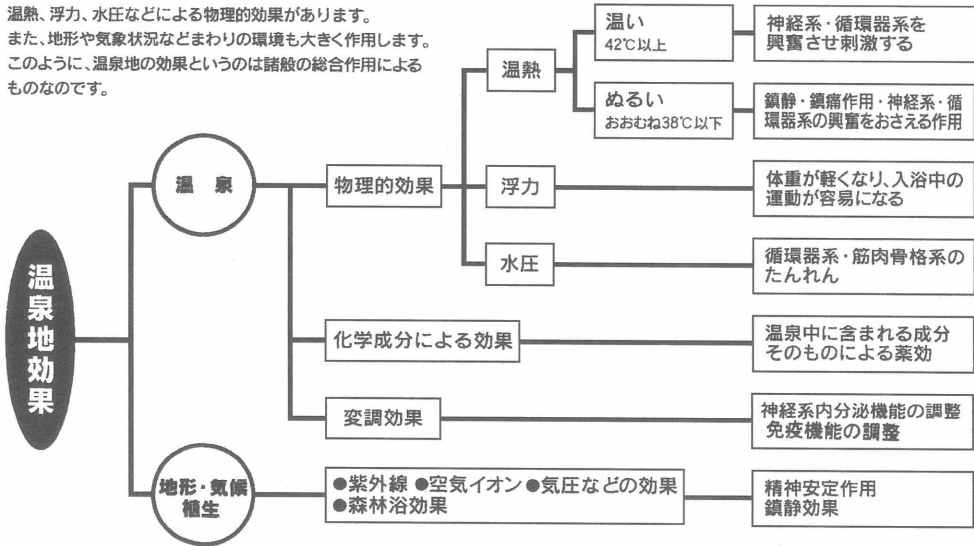 温熱、浮力、水圧などによる物理的効果があります。
また、地形や気象状況などまわりの環境も大きく作用します。
このように、温泉地の効果というのは諸般の総合作用による
ものなのです。
温泉地効果
温泉
物理的効果
温熱
温い
42℃以上
神経系・循環器系を
興奮させ刺激する
ぬるい
おおむね38℃以下
鎮静・鎮痛作用・神経系・循
環器系の興奮をおさえる作用
浮力
体重が軽くなり、入浴中の
運動が容易になる
水圧
循環器系・筋肉骨格系の
たんれん
化学成分による効果
温泉中に含まれる成分
そのものによる薬効
変調効果
神経系内分泌機能の調整
免疫機能の調整
地形・気候
植生
●紫外線 ●空気イオン ●気圧などの効果
●森林浴効果
精神安定作用
鎮静効果